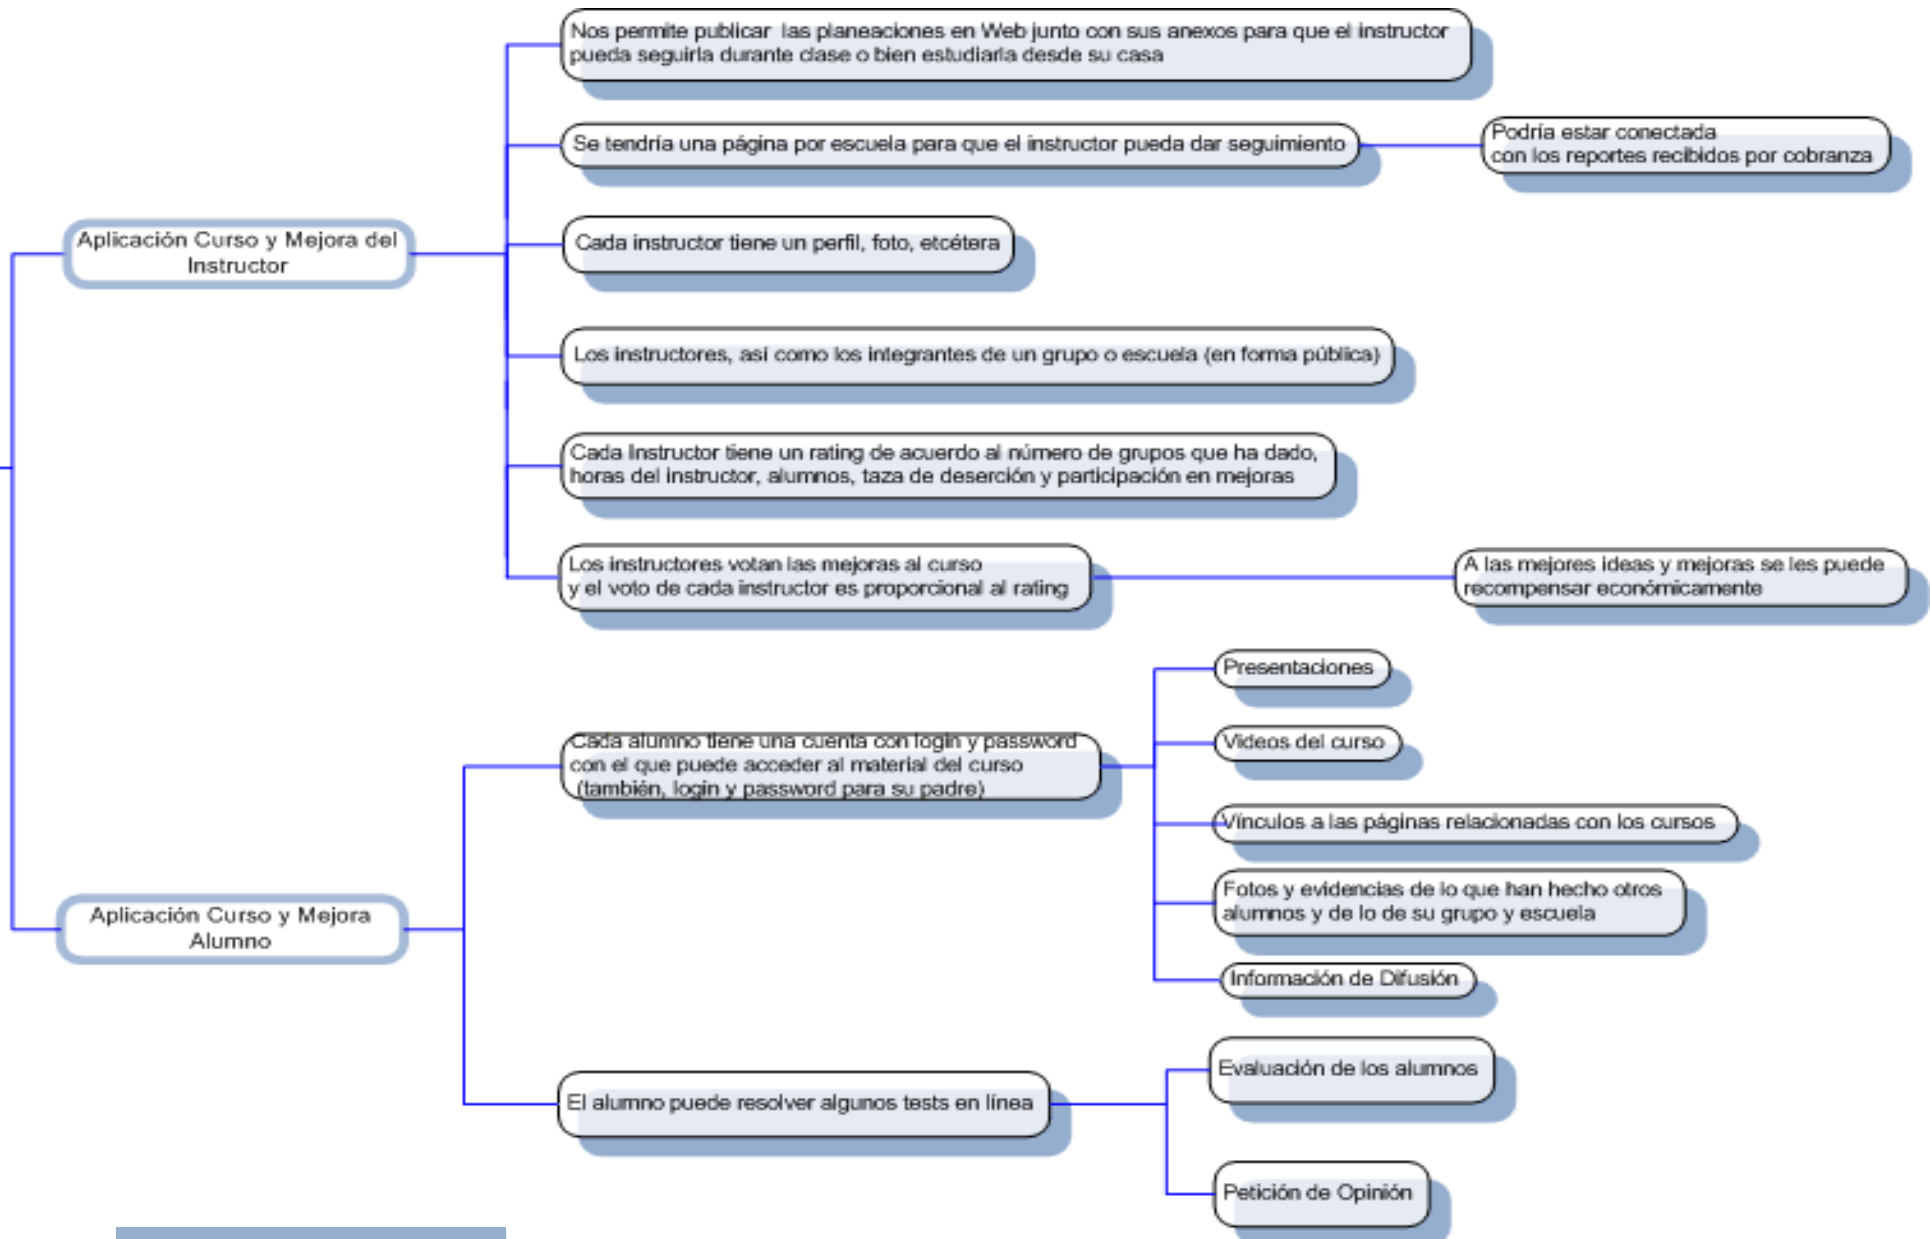 Nos permite publicar las planeaciones en Web junto con sus anexos para que el instructor
pueda seguirla durante clase o bien estudiarla desde su casa
Se tendría una página por escuela para que el instructor pueda dar seguimiento
Podría estar conectada
con los reportes recibidos por cobranza
Aplicación Curso y Mejora del
Instructor
Cada instructor tiene un perfil, foto, etcétera
Los instructores, así como los integrantes de un grupo o escuela (en forma pública)
Cada Instructor tiene un rating de acuerdo al número de grupos que ha dado,
horas del instructor, alumnos, taza de deserción y participación en mejoras
Los instructores votan las mejoras al curso
y el voto de cada instructor es proporcional al rating
A las mejores ideas y mejoras se les puede
recompensar económicamente
Aplicación Curso y Mejora
Alumno
Cada alumno tiene una cuenta con login y password
con el que puede acceder al material del curso
(también, login y password para su padre)
Presentaciones
Videos del curso
Vínculos a las páginas relacionadas con los cursos
Fotos y evidencias de lo que han hecho otros
alumnos y de lo de su grupo y escuela
Información de Difusión
El alumno puede resolver algunos tests en línea
Evaluación de los alumnos
Petición de Opinión